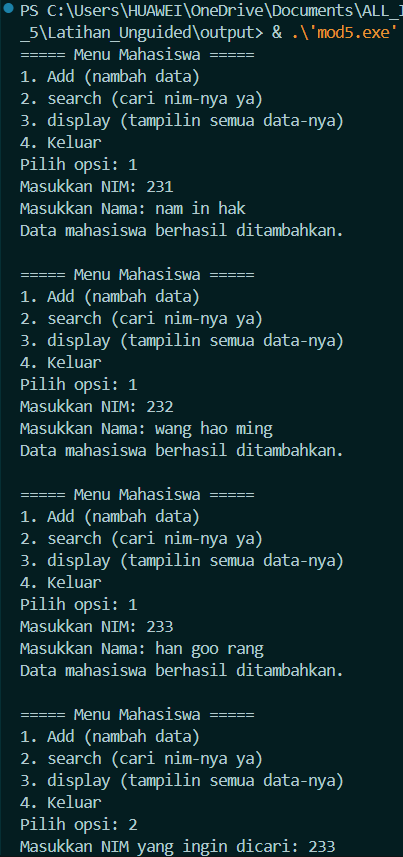 PS C:\Users\HUAWEI\OneDrive\Documents\ALL_
_5\Latihan_Unguided\output> & .\'mod5.exe'
===== Menu Mahasiswa =====
1. Add (nambah data)
2. search (cari nim-nya ya)
3. display (tampilin semua data-nya)
4. Keluar
Pilih opsi: 1
Masukkan NIM: 231
Masukkan Nama: nam in hak
Data mahasiswa berhasil ditambahkan.

===== Menu Mahasiswa =====
1. Add (nambah data)
2. search (cari nim-nya ya)
3. display (tampilin semua data-nya)
4. Keluar
Pilih opsi: 1
Masukkan NIM: 232
Masukkan Nama: wang hao ming
Data mahasiswa berhasil ditambahkan.

===== Menu Mahasiswa =====
1. Add (nambah data)
2. search (cari nim-nya ya)
3. display (tampilin semua data-nya)
4. Keluar
Pilih opsi: 1
Masukkan NIM: 233
Masukkan Nama: han goo rang
Data mahasiswa berhasil ditambahkan.

===== Menu Mahasiswa =====
1. Add (nambah data)
2. search (cari nim-nya ya)
3. display (tampilin semua data-nya)
4. Keluar
Pilih opsi: 2
Masukkan NIM yang ingin dicari: 233